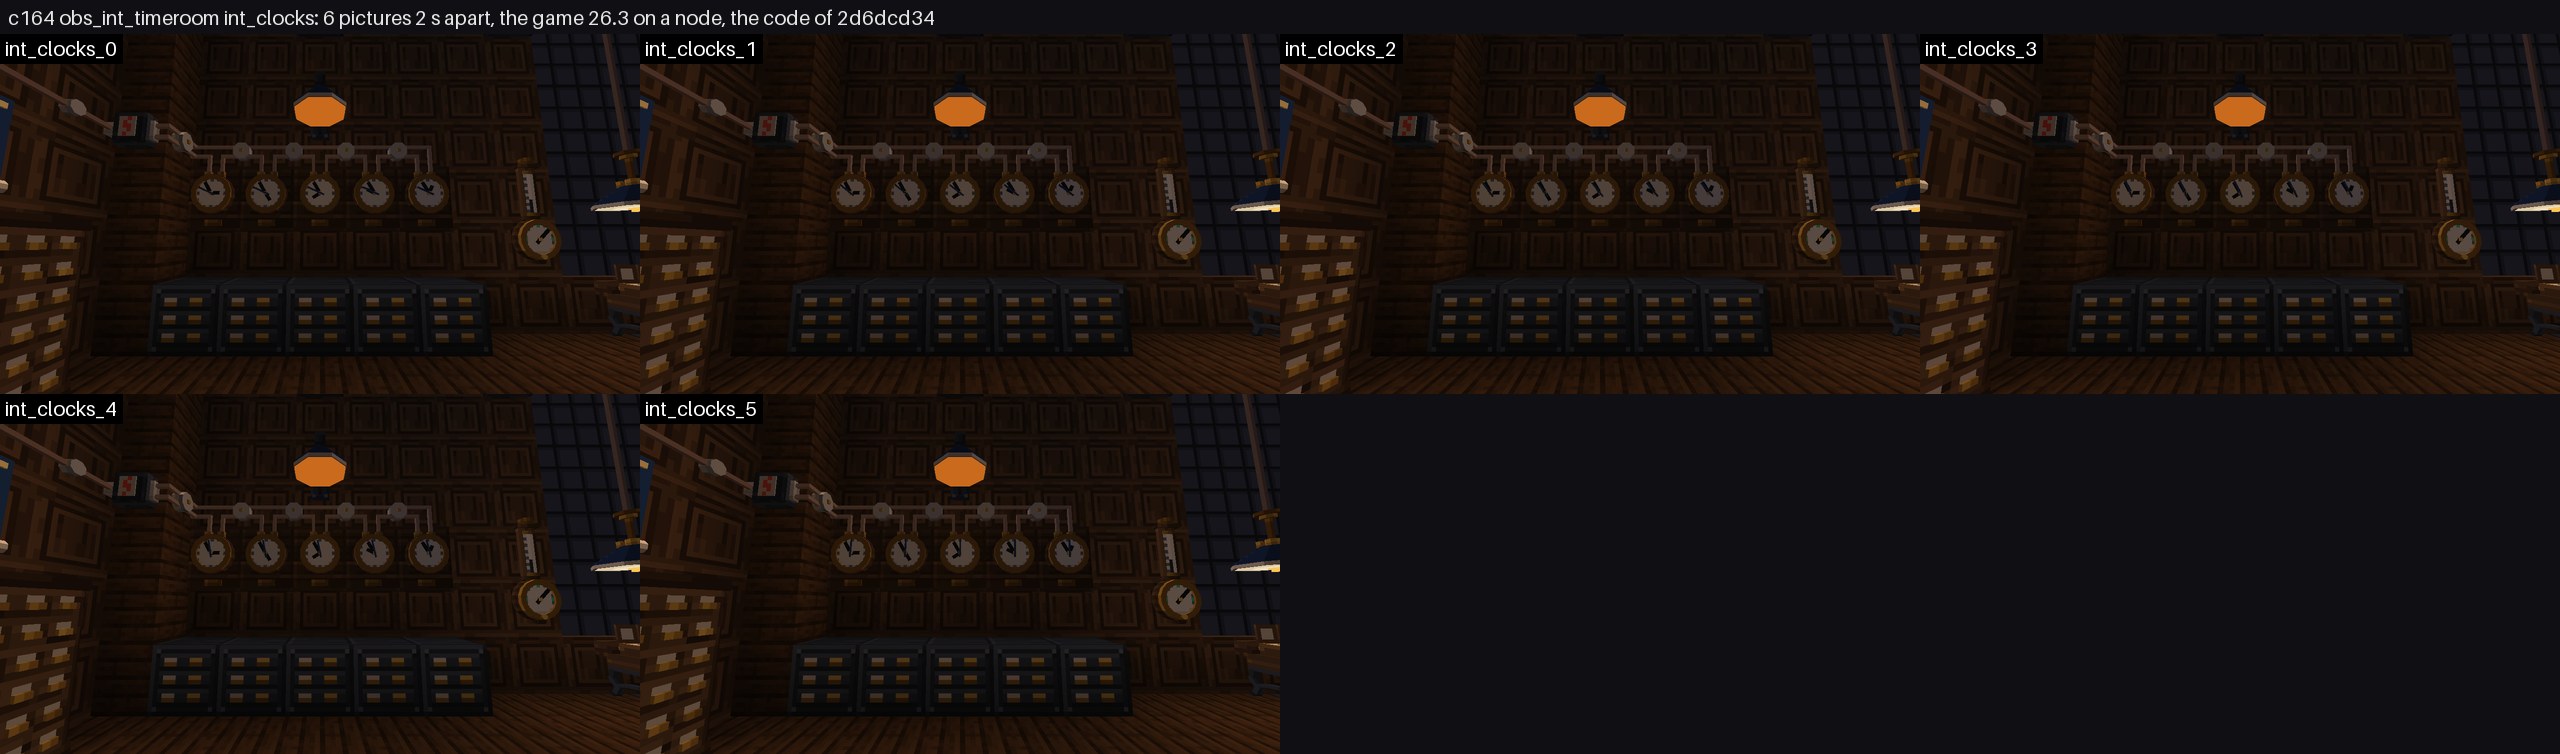 c164 obs_int_timeroom int_clocks: 6 pictures 2 s apart, the game 26.3 on a node, the code of 2d6dcd34
int_clocks_0
int_clocks_1
int_clocks_2
int_clocks_3
int_clocks_4
int_clocks_5